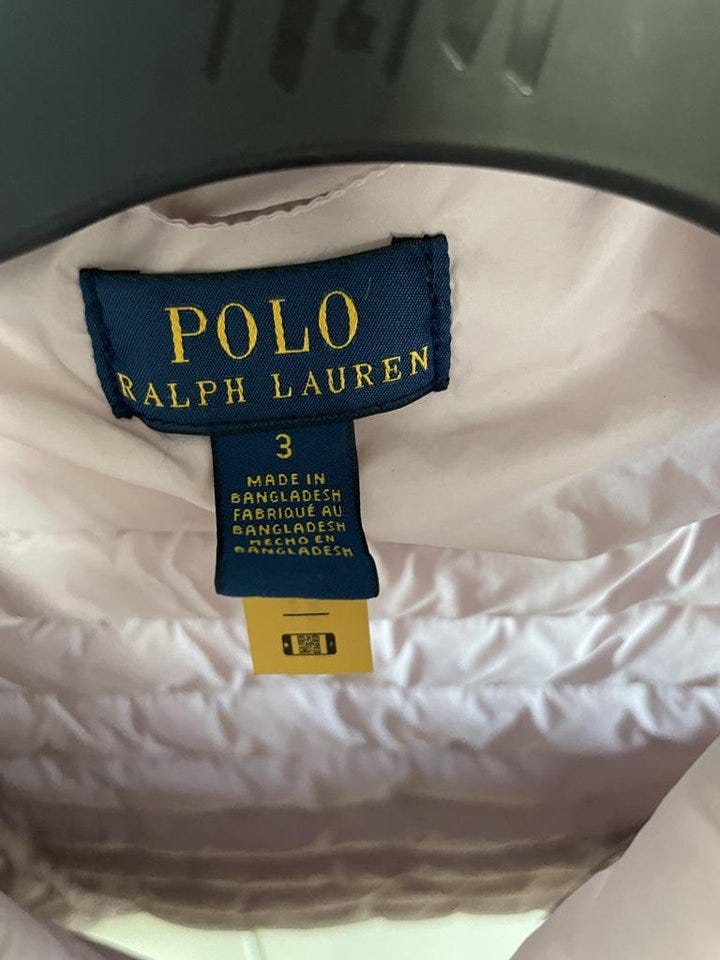 H&M
POLO
RALPH LAUREN
3
MADE IN
BANGLADESH
FABRIQUÉ AU
BANGLADESH
HECHO EN
BANGLADESH